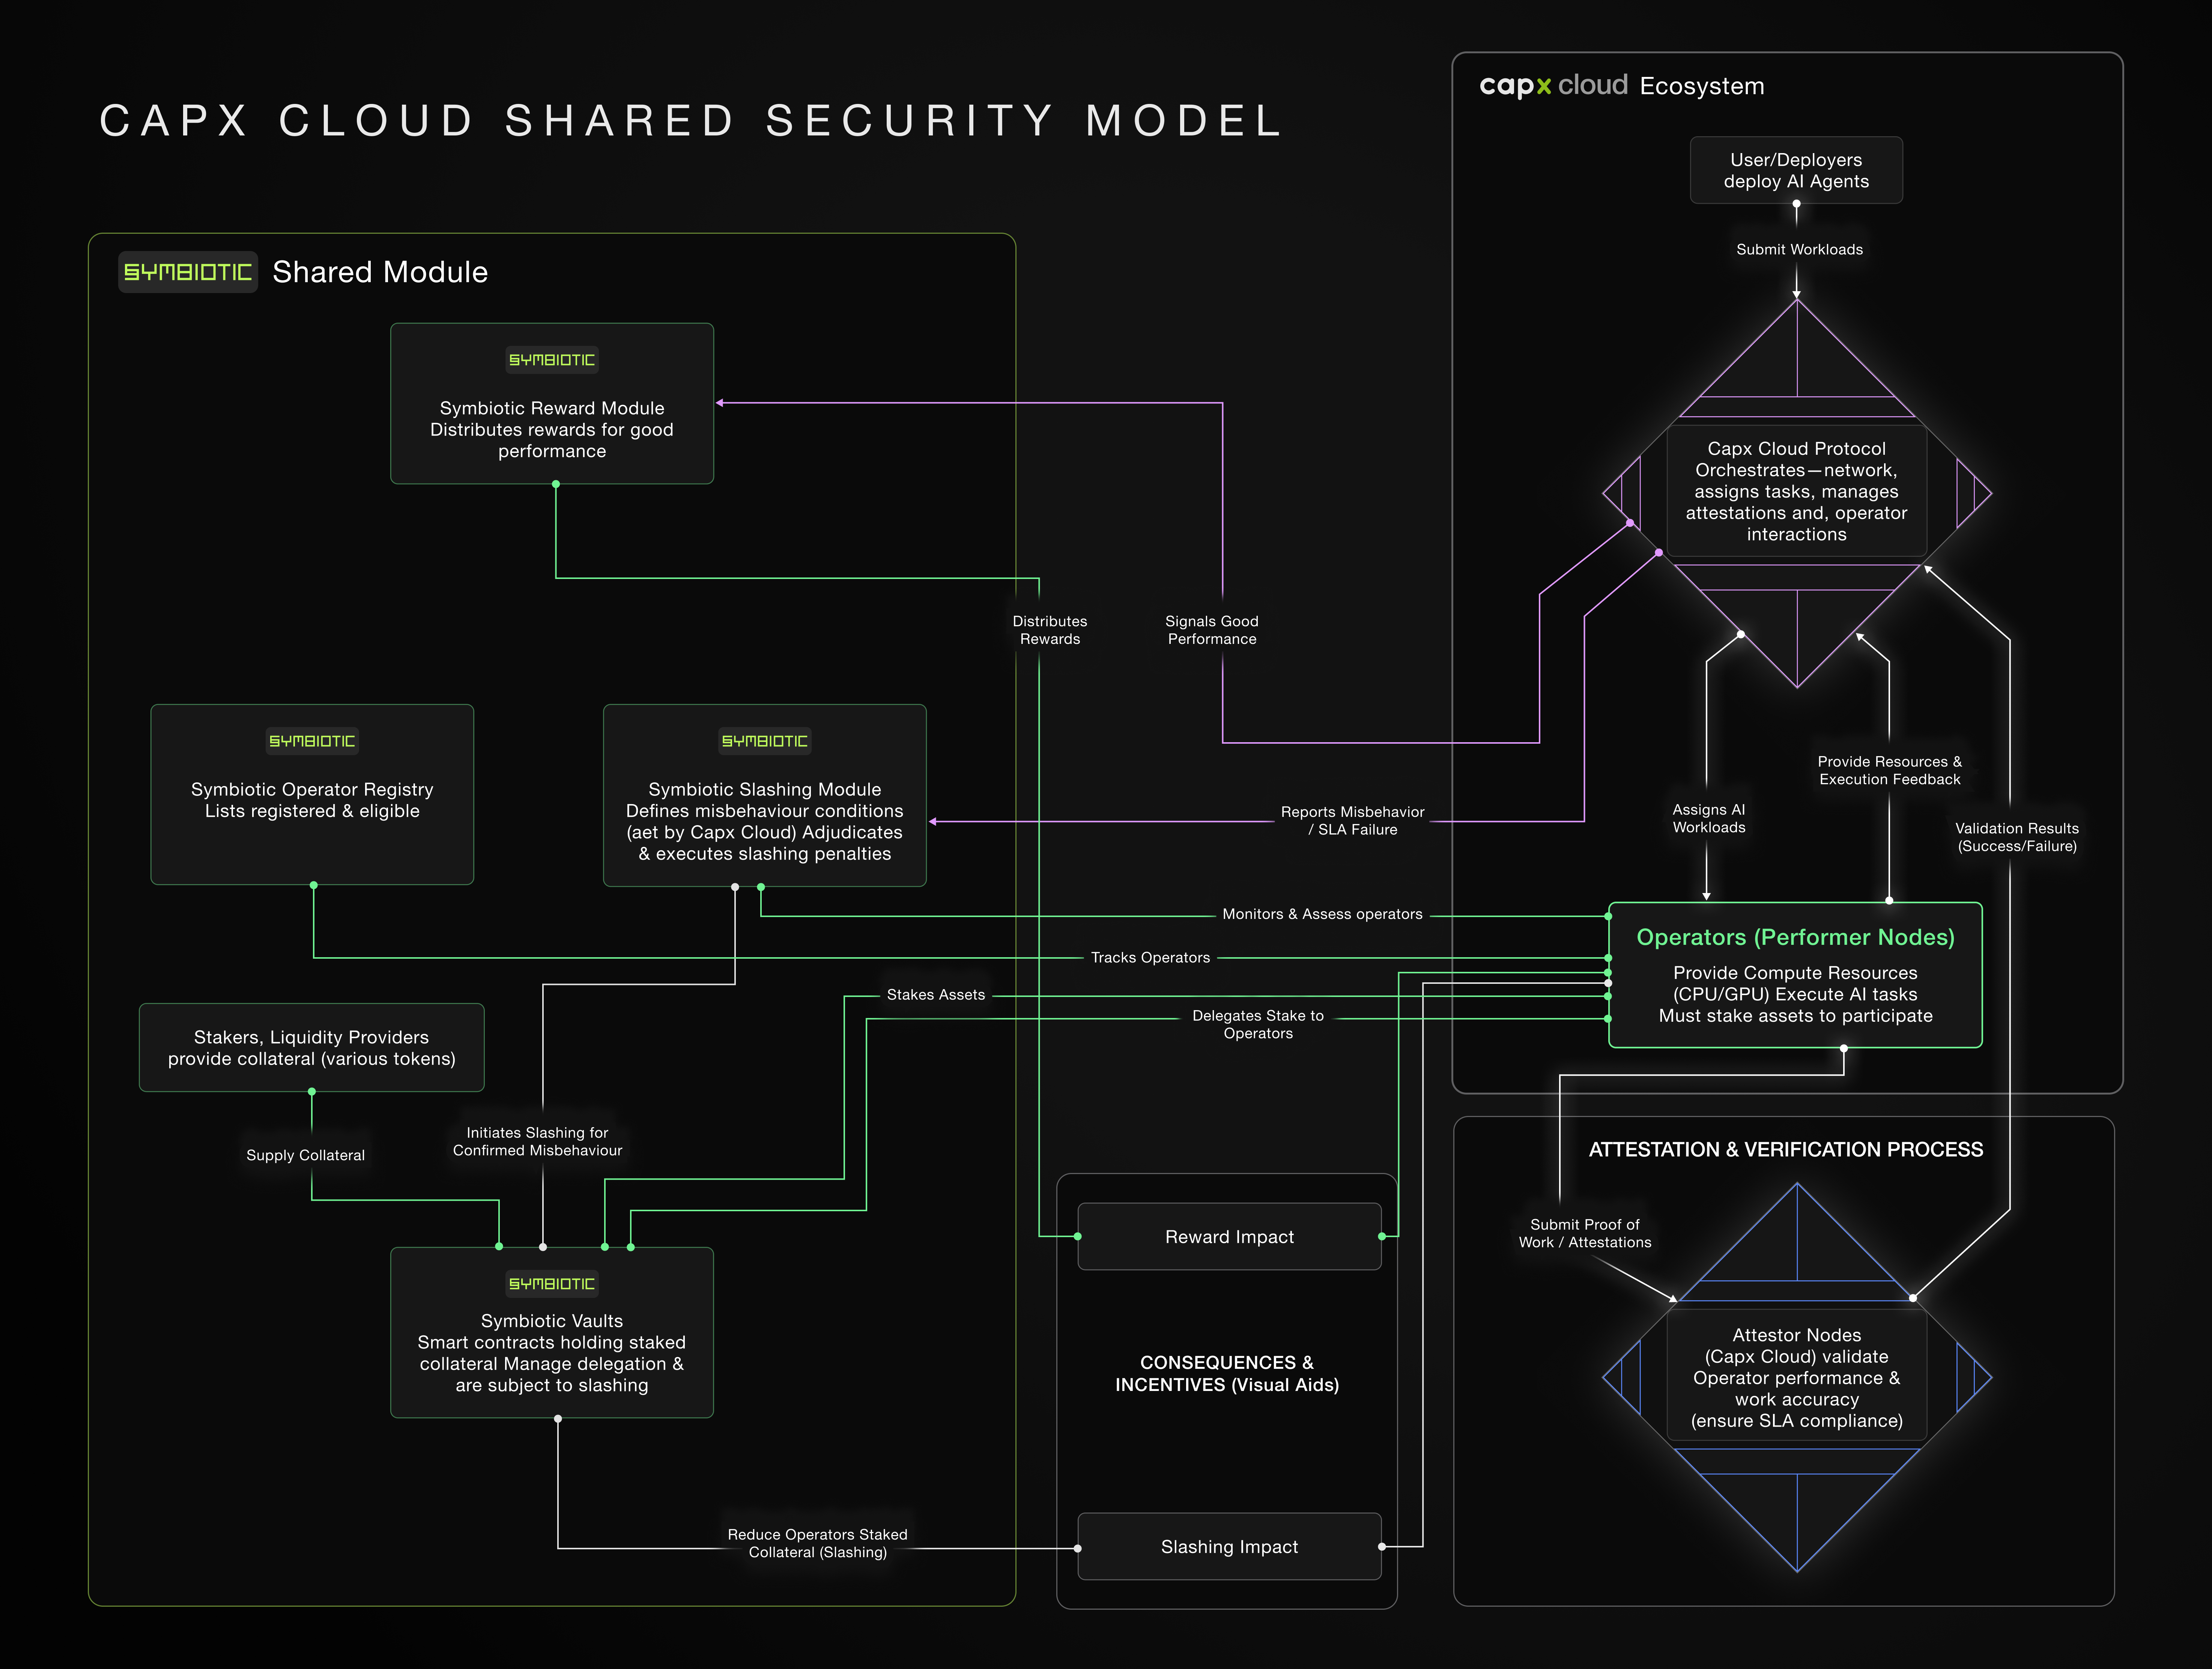 CAPX CLOUD SHARED SECURITY MODEL
capx cloud Ecosystem
User/Deployers
deploy AI Agents
Submit Workloads
Capx Cloud Protocol
Orchestrates—network,
assigns tasks, manages
attestations and, operator
interactions
SYMBIOTIC Shared Module
SYMBIOTIC
Symbiotic Reward Module
Distributes rewards for good
performance
Distributes
Rewards
Signals Good
Performance
SYMBIOTIC
Symbiotic Operator Registry
Lists registered & eligible
SYMBIOTIC
Symbiotic Slashing Module
Defines misbehaviour conditions
(aet by Capx Cloud) Adjudicates
& executes slashing penalties
Reports Misbehavior
/ SLA Failure
Assigns AI
Workloads
Provide Resources &
Execution Feedback
Validation Results
(Success/Failure)
Monitors & Assess operators
Tracks Operators
Stakes Assets
Delegates Stake to
Operators
Operators (Performer Nodes)
Provide Compute Resources
(CPU/GPU) Execute AI tasks
Must stake assets to participate
Stakers, Liquidity Providers
provide collateral (various tokens)
Supply Collateral
Initiates Slashing for
Confirmed Misbehaviour
SYMBIOTIC
Symbiotic Vaults
Smart contracts holding staked
collateral Manage delegation &
are subject to slashing
Reduce Operators Staked
Collateral (Slashing)
Reward Impact
CONSEQUENCES &
INCENTIVES (Visual Aids)
Slashing Impact
ATTESTATION & VERIFICATION PROCESS
Submit Proof of
Work / Attestations
Attestor Nodes
(Capx Cloud) validate
Operator performance &
work accuracy
(ensure SLA compliance)